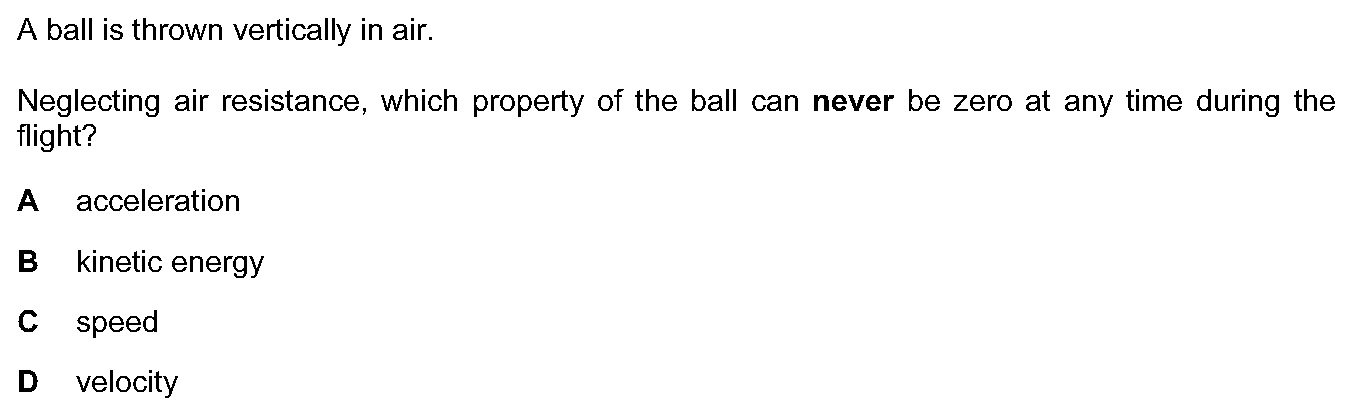 A ball is thrown vertically in air.
Neglecting air resistance, which property of the ball can never be zero at any time during the
flight?
A acceleration
B kinetic energy
C speed
D velocity